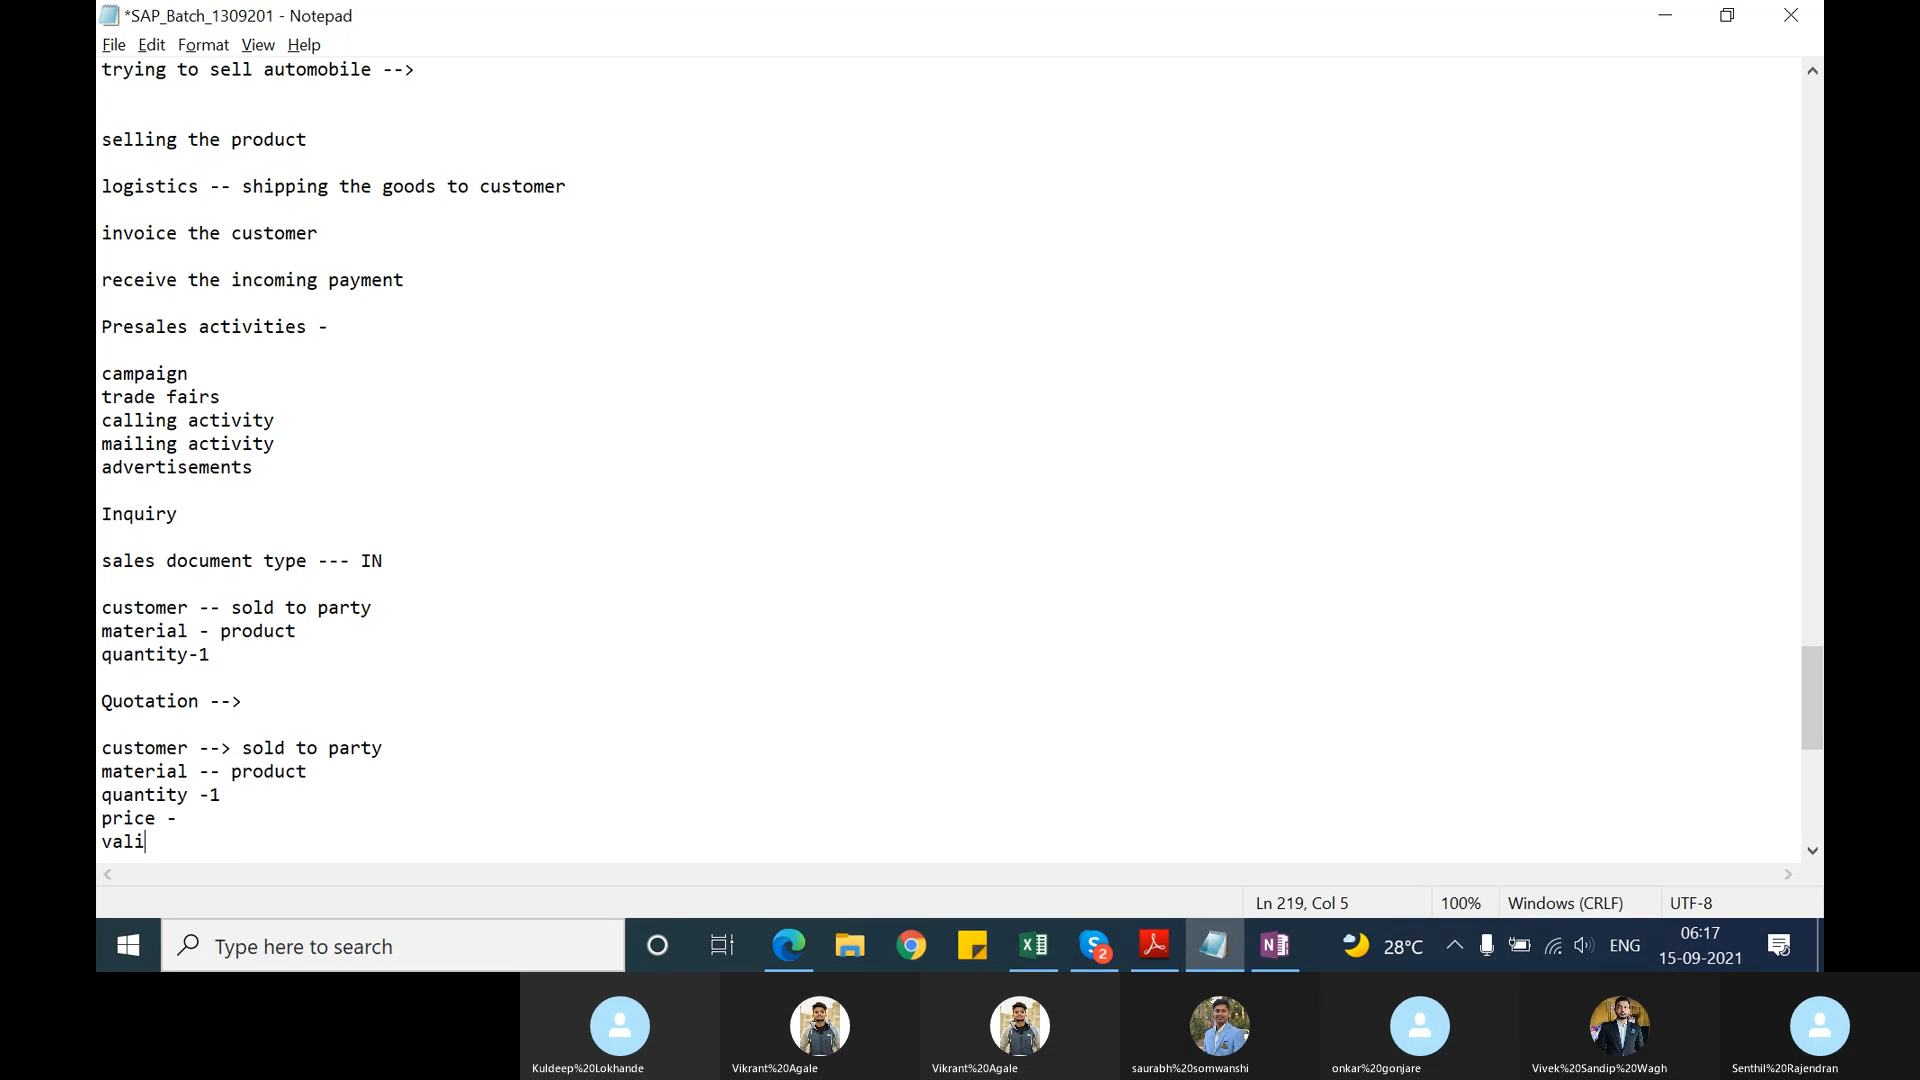 *SAP_Batch_1309201 - Notepad
File Edit Format View Help
trying to sell automobile -->
selling the product
logistics -- shipping the goods to customer
invoice the customer
receive the incoming payment
Presales activities -
campaign
trade fairs
calling activity
mailing activity
advertisements
Inquiry
sales document type --- IN
customer -- sold to party
material - product
quantity-1
Quotation -->
customer --> sold to party
material -- product
quantity -1
price -
vali
Ln 219, Col 5 100% Windows (CRLF) UTF-8
Type here to search 2 28°C ENG 06:17
15-09-2021
Kuldeep%20Lokhande Vikrant%20Agale Vikrant%20Agale saurabh%20somwanshi onkar%20gonjare Vivek%20Sandip%20Wagh Senthil%20Rajendran